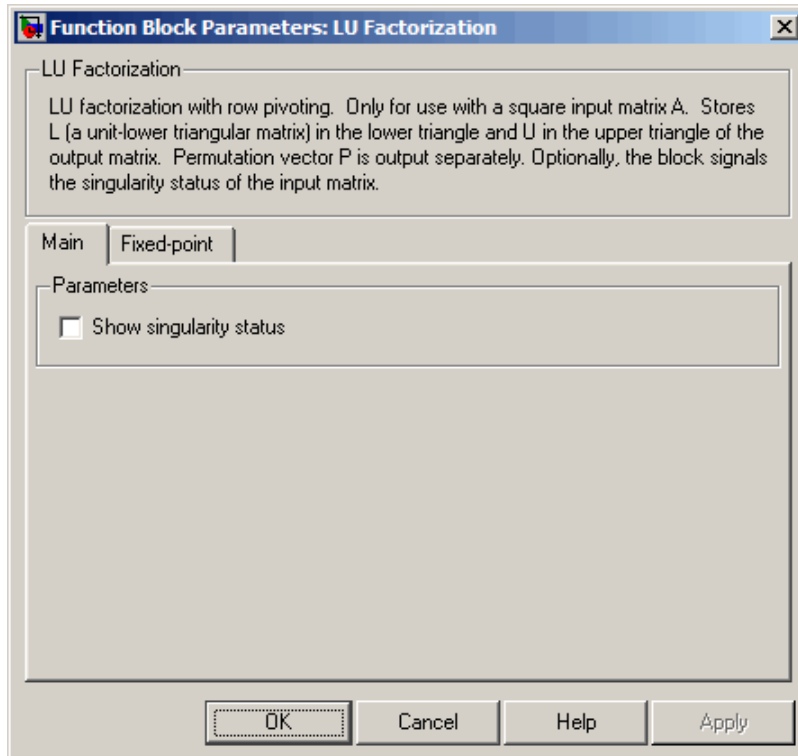 Function Block Parameters: LU Factorization
LU Factorization
LU factorization with row pivoting.  Only for use with a square input matrix A.  Stores
L (a unit-lower triangular matrix) in the lower triangle and U in the upper triangle of the
output matrix.  Permutation vector P is output separately. Optionally, the block signals
the singularity status of the input matrix.
Main Fixed-point
Parameters
Show singularity status
OK Cancel Help Apply